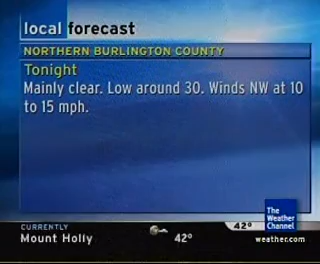 local forecast
NORTHERN BURLINGTON COUNTY
Tonight
Mainly clear. Low around 30. Winds NW at 10
to 15 mph.
The
Weather
Channel
42°
CURRENTLY
Mount Holly
42°
weather.com